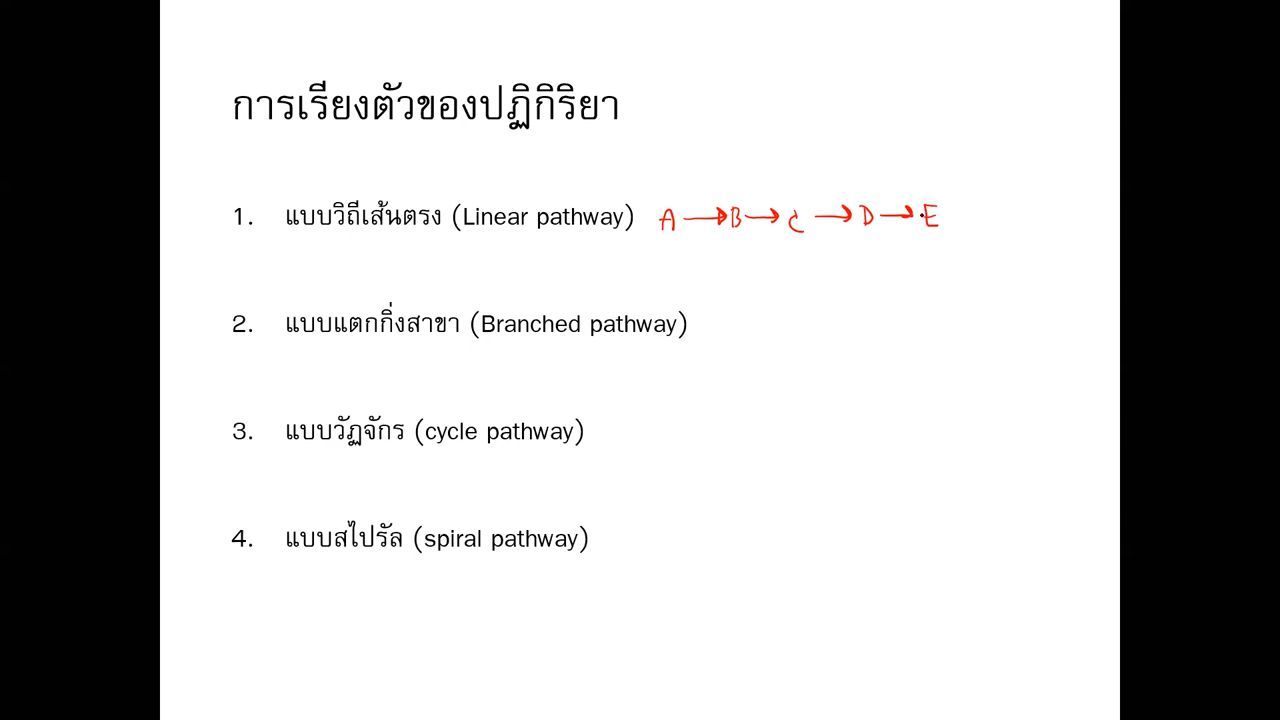 การเรียงตัวของปฏิกิริยา
1. แบบวิถีเส้นตรง (Linear pathway) A → B → C → D → E
2. แบบแตกกิ่งสาขา (Branched pathway)
3. แบบวัฏจักร (cycle pathway)
4. แบบสไปรัล (spiral pathway)